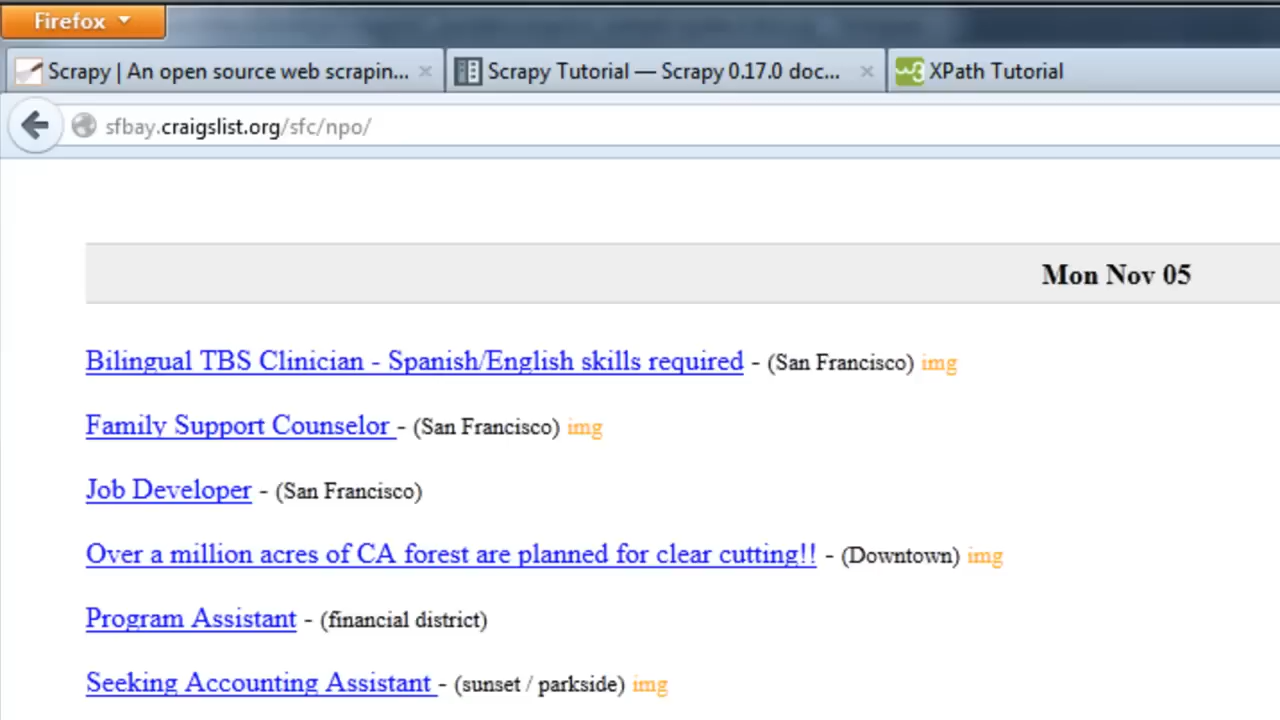 Firefox
Scrapy | An open source web scrapin...
Scrapy Tutorial — Scrapy 0.17.0 doc...
XPath Tutorial
sfbay.craigslist.org/sfc/npo/
Mon Nov 05
Bilingual TBS Clinician - Spanish/English skills required - (San Francisco) img
Family Support Counselor - (San Francisco) img
Job Developer - (San Francisco)
Over a million acres of CA forest are planned for clear cutting!! - (Downtown) img
Program Assistant - (financial district)
Seeking Accounting Assistant - (sunset / parkside) img